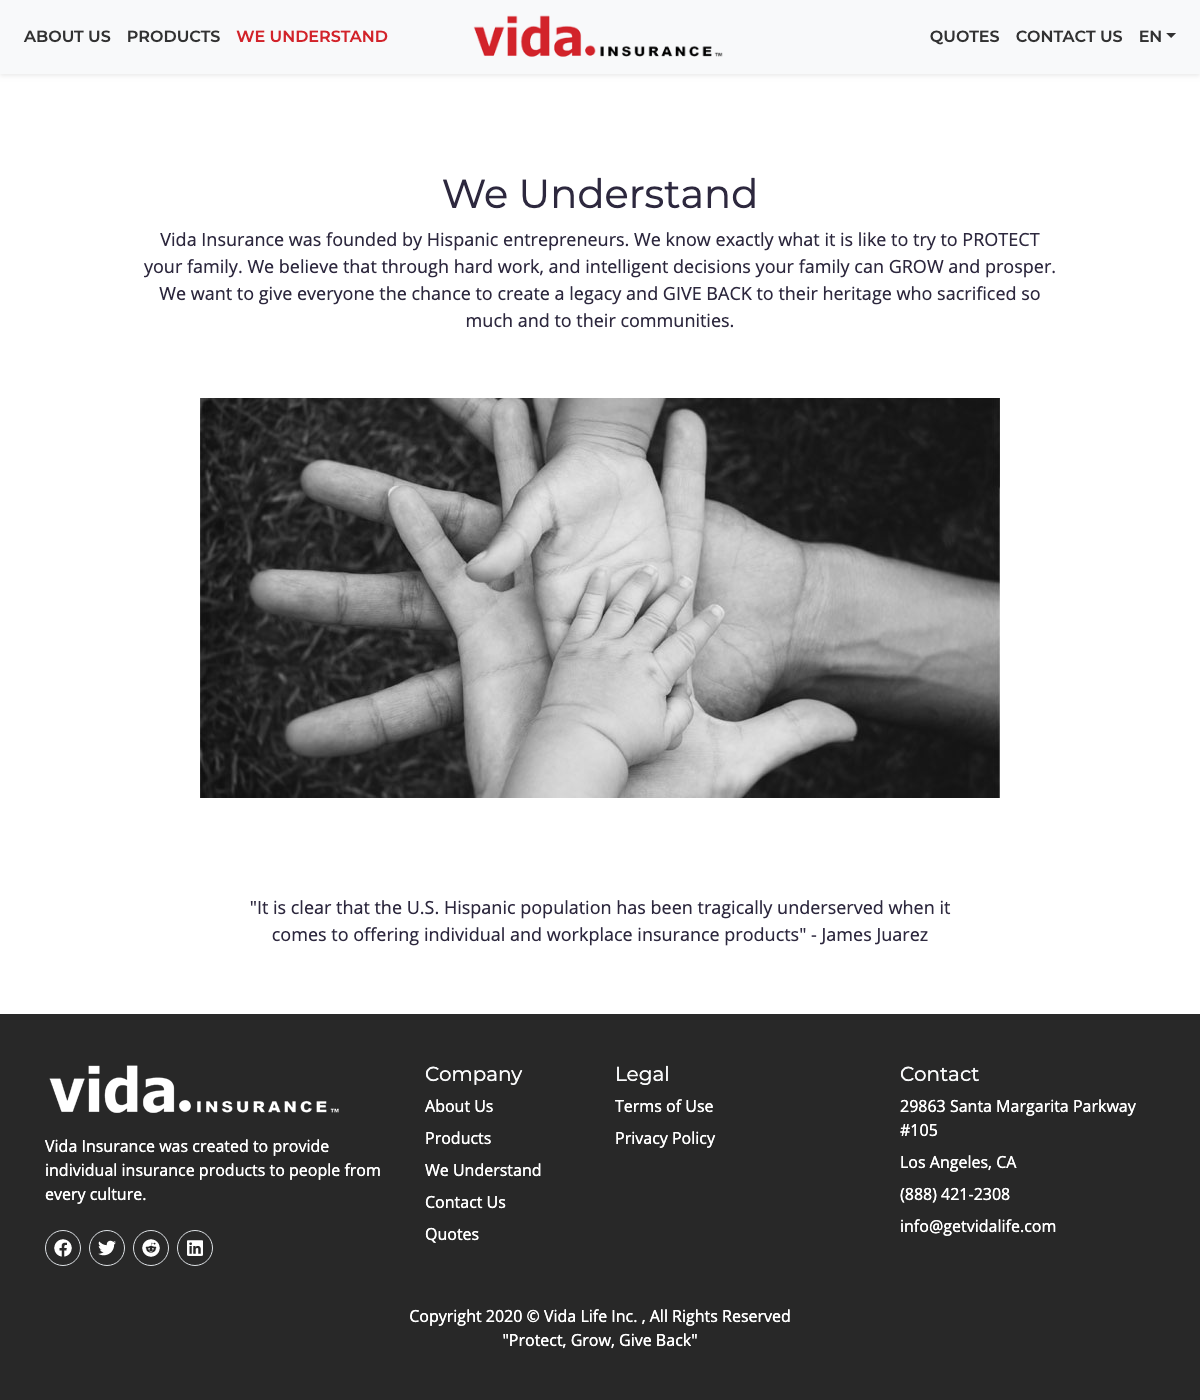 ABOUT US PRODUCTS WE UNDERSTAND vida.INSURANCE™ QUOTES CONTACT US EN
We Understand
Vida Insurance was founded by Hispanic entrepreneurs. We know exactly what it is like to try to PROTECT
your family. We believe that through hard work, and intelligent decisions your family can GROW and prosper.
We want to give everyone the chance to create a legacy and GIVE BACK to their heritage who sacrificed so
much and to their communities.
"It is clear that the U.S. Hispanic population has been tragically underserved when it
comes to offering individual and workplace insurance products" - James Juarez
vida.INSURANCE™
Vida Insurance was created to provide
individual insurance products to people from
every culture.
Company
About Us
Products
We Understand
Contact Us
Quotes
Legal
Terms of Use
Privacy Policy
Contact
29863 Santa Margarita Parkway
#105
Los Angeles, CA
(888) 421-2308
info@getvidalife.com
Copyright 2020 © Vida Life Inc. , All Rights Reserved
"Protect, Grow, Give Back"